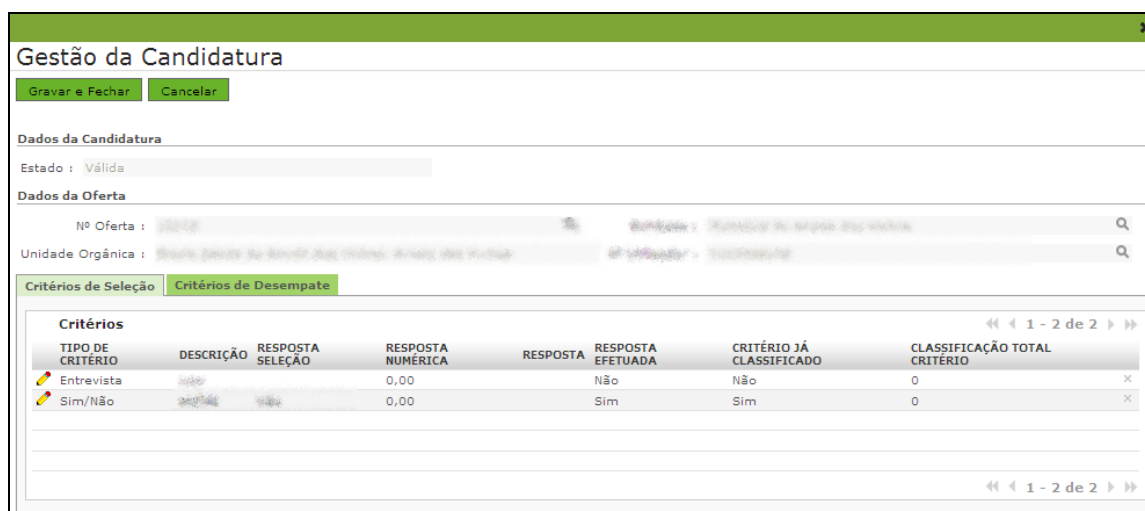 Gestão da Candidatura
Gravar e Fechar Cancelar
Dados da Candidatura
Estado : Válida
Dados da Oferta
Nº Oferta :
Unidade Orgânica :
Critérios de Seleção Critérios de Desempate
Critérios 1 - 2 de 2
TIPO DE CRITÉRIO DESCRIÇÃO RESPOSTA SELEÇÃO RESPOSTA NUMÉRICA RESPOSTA RESPOSTA EFETUADA CRITÉRIO JÁ CLASSIFICADO CLASSIFICAÇÃO TOTAL CRITÉRIO
Entrevista 0,00 Não Não 0
Sim/Não 0,00 Sim Sim 0
1 - 2 de 2